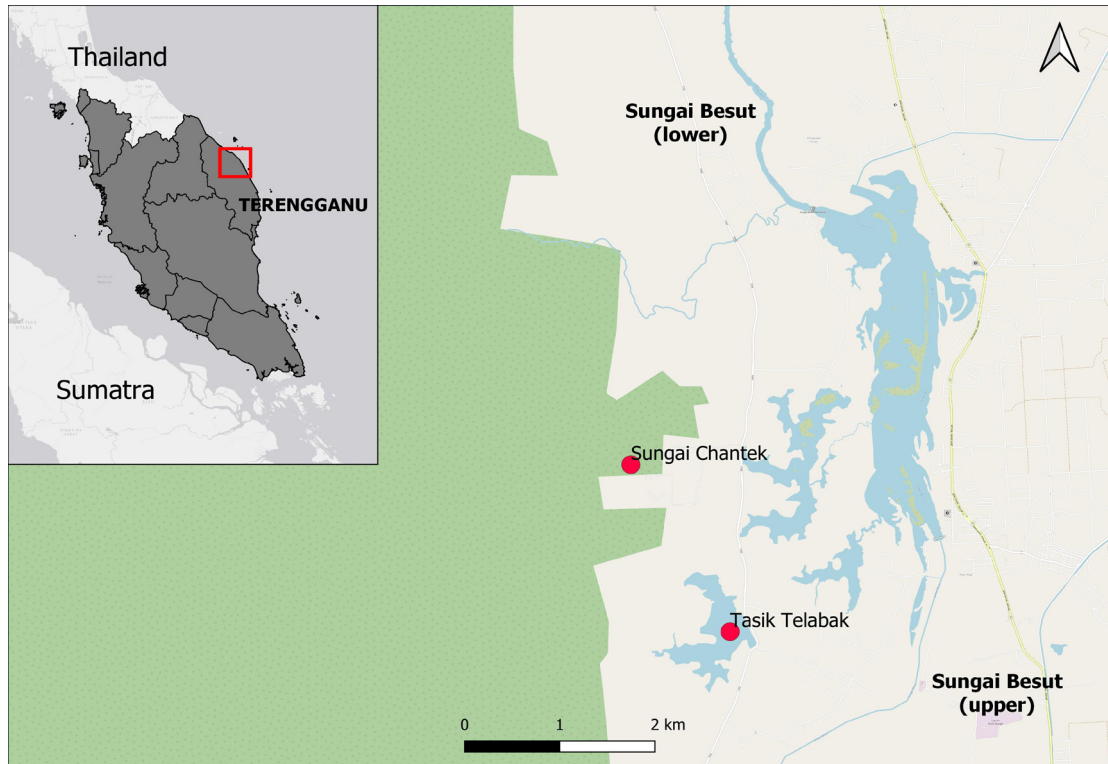 Thailand
TERENGGANU
Sumatra
Sungai Besut
(lower)
Sungai Chantek
Tasik Telabak
Sungai Besut
(upper)
0 1 2 km